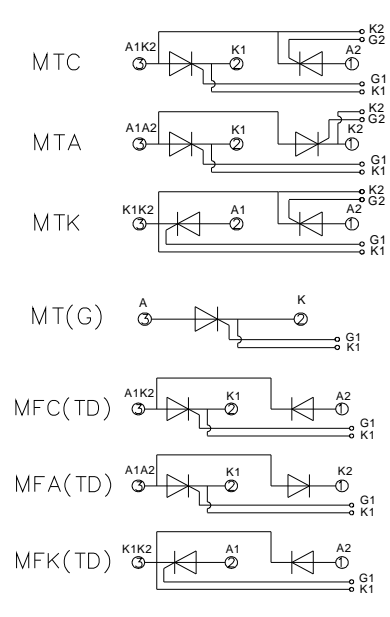 K2
G2
MTC A1K2 K1 A2
3 2 1
G1
K1
K2
G2
MTA A1A2 K1 K2
3 2 1
G1
K1
K2
G2
MTK K1K2 A1 A2
3 2 1
G1
K1
MT(G) A K
3 2
G1
K1
MFC(TD) A1K2 K1 A2
3 2 1
G1
K1
MFA(TD) A1A2 K1 K2
3 2 1
G1
K1
MFK(TD) K1K2 A1 A2
3 2 1
G1
K1